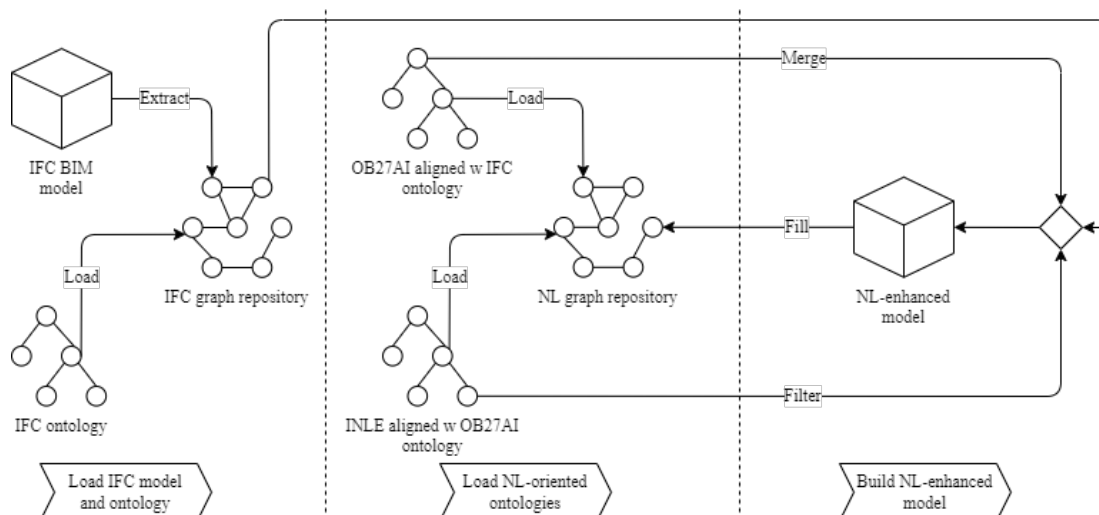 Merge
Extract
Load
IFC BIM
model
OB27AI aligned w IFC
ontology
Load
Load
Fill
IFC graph repository
NL graph repository
NL-enhanced
model
Filter
IFC ontology
INLE aligned w OB27AI
ontology
Load IFC model
and ontology
Load NL-oriented
ontologies
Build NL-enhanced
model